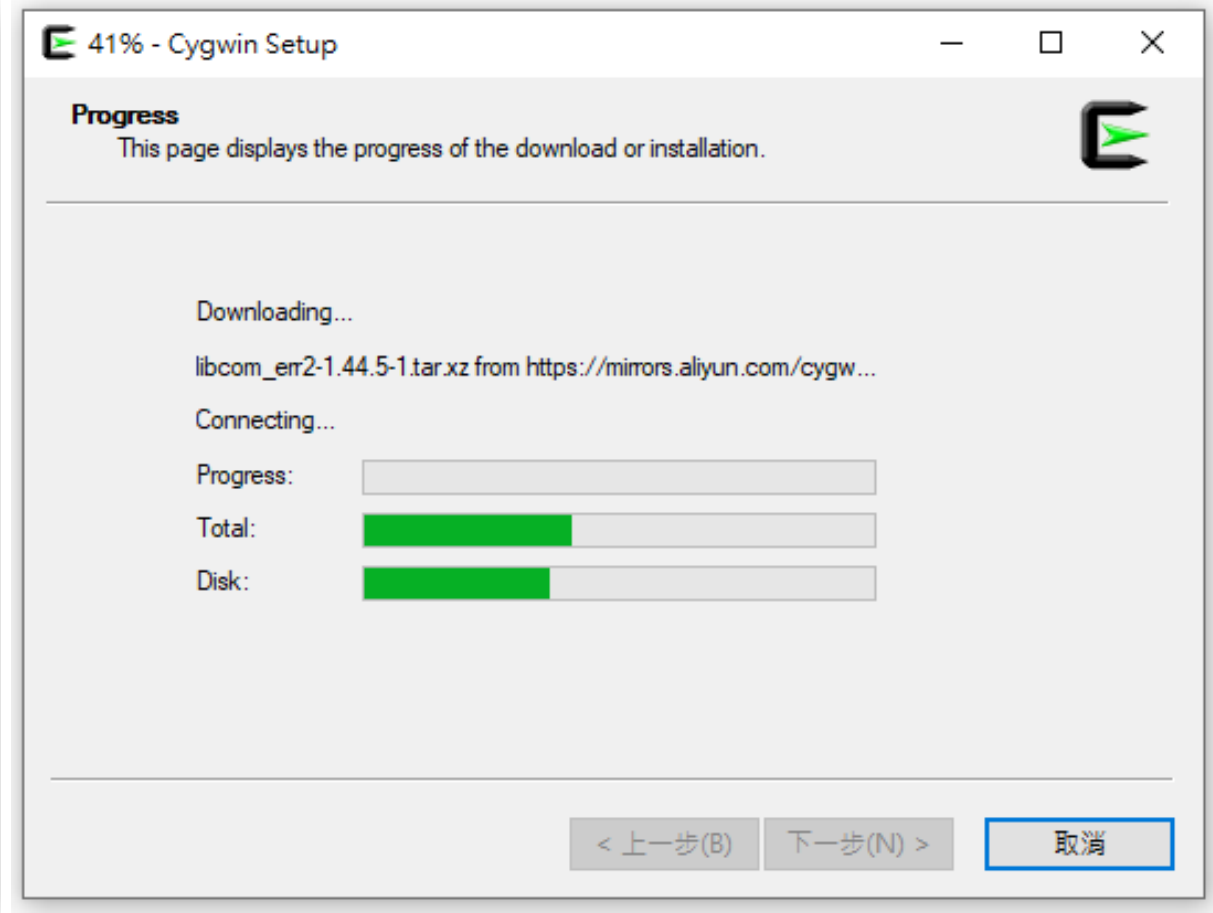 41% - Cygwin Setup
Progress
This page displays the progress of the download or installation.
Downloading...
libcom_err2-1.44.5-1.tar.xz from https://mirrors.aliyun.com/cygw...
Connecting...
Progress:
Total:
Disk:
< 上一步(B) 下一步(N) > 取消